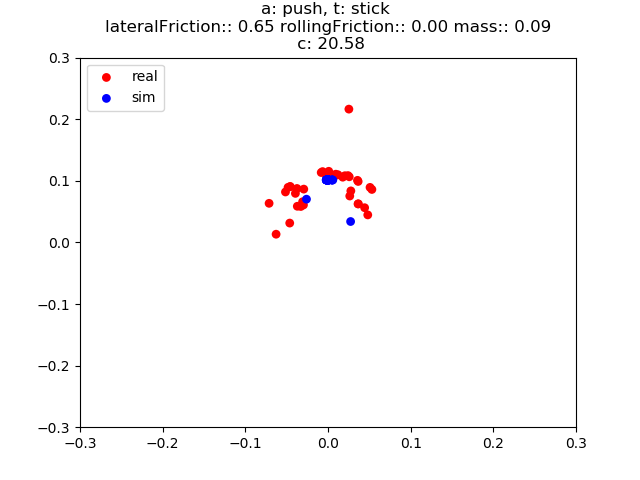 a: push, t: stick
lateralFriction:: 0.65 rollingFriction:: 0.00 mass:: 0.09
c: 20.58
real
sim
0.3
0.2
0.1
0.0
−0.1
−0.2
−0.3
−0.3
−0.2
−0.1
0.0
0.1
0.2
0.3